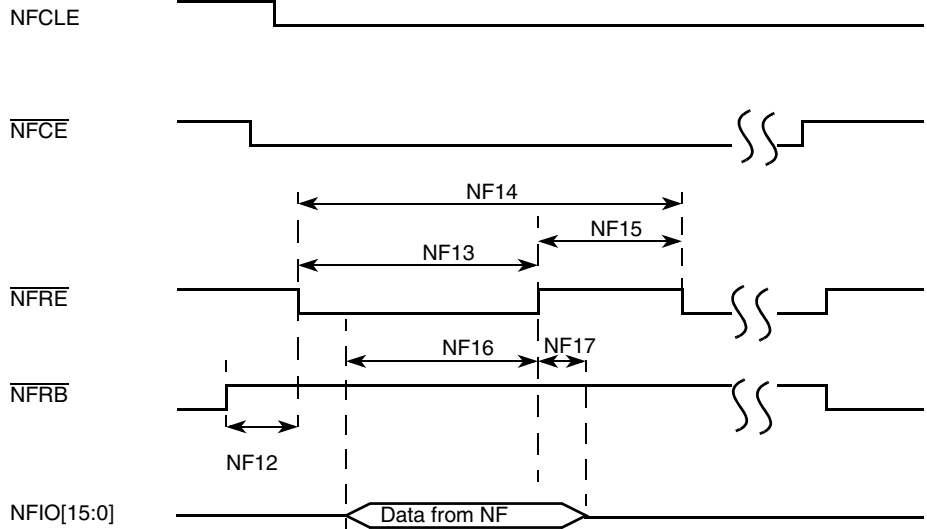 NFCLE
NFCE
NF14
NF15
NF13
NFRE
NF16
NF17
NFRB
NF12
NFIO[15:0]
Data from NF